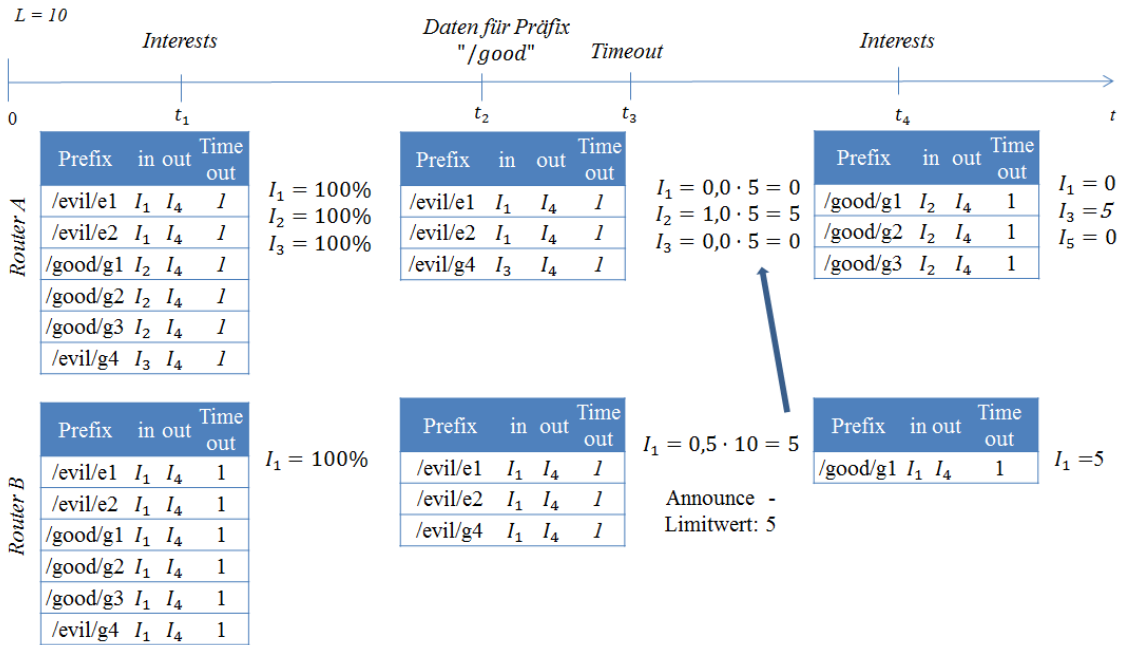 L = 10
Interests
Daten für Präfix
"/good"
Timeout
Interests
0
t₁
t₂
t₃
t₄
t
Router A
Prefix in out Time out
/evil/e1 I₁ I₄ 1
/evil/e2 I₁ I₄ 1
/good/g1 I₂ I₄ 1
/good/g2 I₂ I₄ 1
/good/g3 I₂ I₄ 1
/evil/g4 I₃ I₄ 1
I₁ = 100%
I₂ = 100%
I₃ = 100%
Prefix in out Time out
/evil/e1 I₁ I₄ 1
/evil/e2 I₁ I₄ 1
/evil/g4 I₃ I₄ 1
I₁ = 0,0 · 5 = 0
I₂ = 1,0 · 5 = 5
I₃ = 0,0 · 5 = 0
Prefix in out Time out
/good/g1 I₂ I₄ 1
/good/g2 I₂ I₄ 1
/good/g3 I₂ I₄ 1
I₁ = 0
I₃ = 5
I₅ = 0
Router B
Prefix in out Time out
/evil/e1 I₁ I₄ 1
/evil/e2 I₁ I₄ 1
/good/g1 I₁ I₄ 1
/good/g2 I₁ I₄ 1
/good/g3 I₁ I₄ 1
/evil/g4 I₁ I₄ 1
I₁ = 100%
Prefix in out Time out
/evil/e1 I₁ I₄ 1
/evil/e2 I₁ I₄ 1
/evil/g4 I₁ I₄ 1
I₁ = 0,5 · 10 = 5
Announce -
Limitwert: 5
Prefix in out Time out
/good/g1 I₁ I₄ 1
I₁ =5